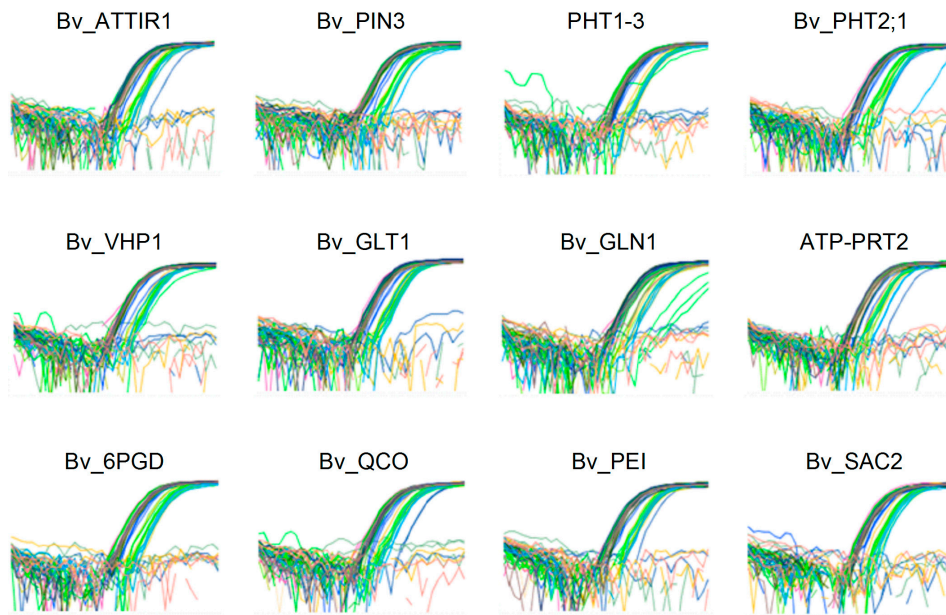 Bv_ATTIR1 Bv_PIN3 PHT1-3 Bv_PHT2;1
Bv_VHP1 Bv_GLT1 Bv_GLN1 ATP-PRT2
Bv_6PGD Bv_QCO Bv_PEI Bv_SAC2